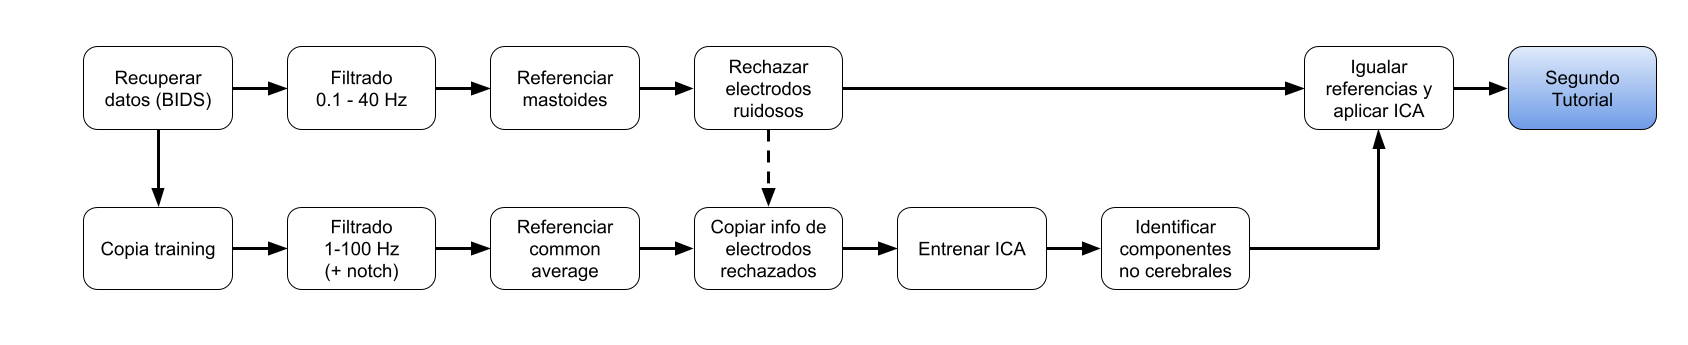 Recuperar
datos (BIDS)
Filtrado
0.1 - 40 Hz
Referenciar
mastoides
Rechazar
electrodos
ruidosos
Igualar
referencias y
aplicar ICA
Segundo
Tutorial
Copia training
Filtrado
1-100 Hz
(+ notch)
Referenciar
common
average
Copiar info de
electrodos
rechazados
Entrenar ICA
Identificar
componentes
no cerebrales